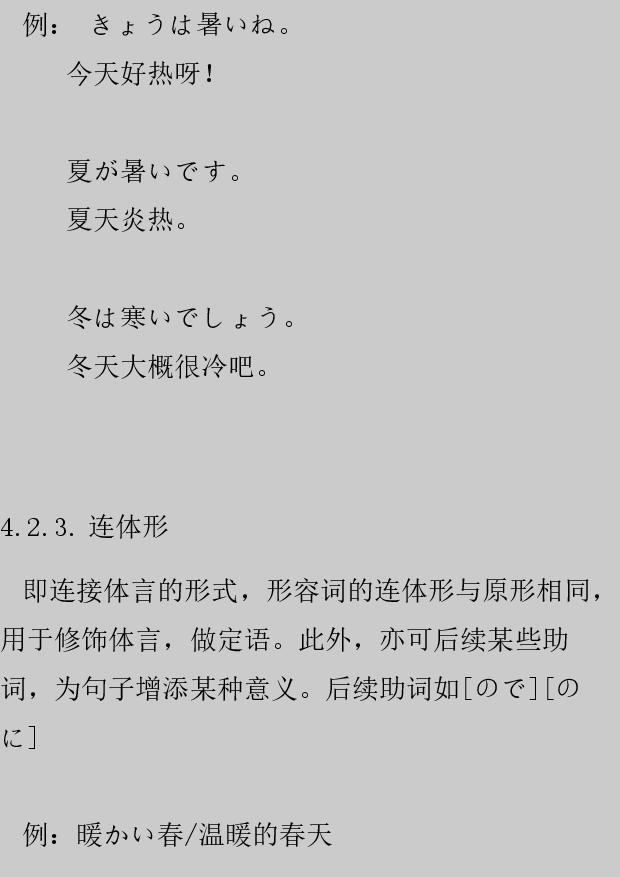 例： きょうは暑いね。
今天好热呀！
夏が暑いです。
夏天炎热。
冬は寒いでしょう。
冬天大概很冷吧。
4.2.3. 连体形
即连接体言的形式，形容词的连体形与原形相同，
用于修饰体言，做定语。此外，亦可后续某些助
词，为句子增添某种意义。后续助词如[ので][の
に]
例：暖かい春/温暖的春天